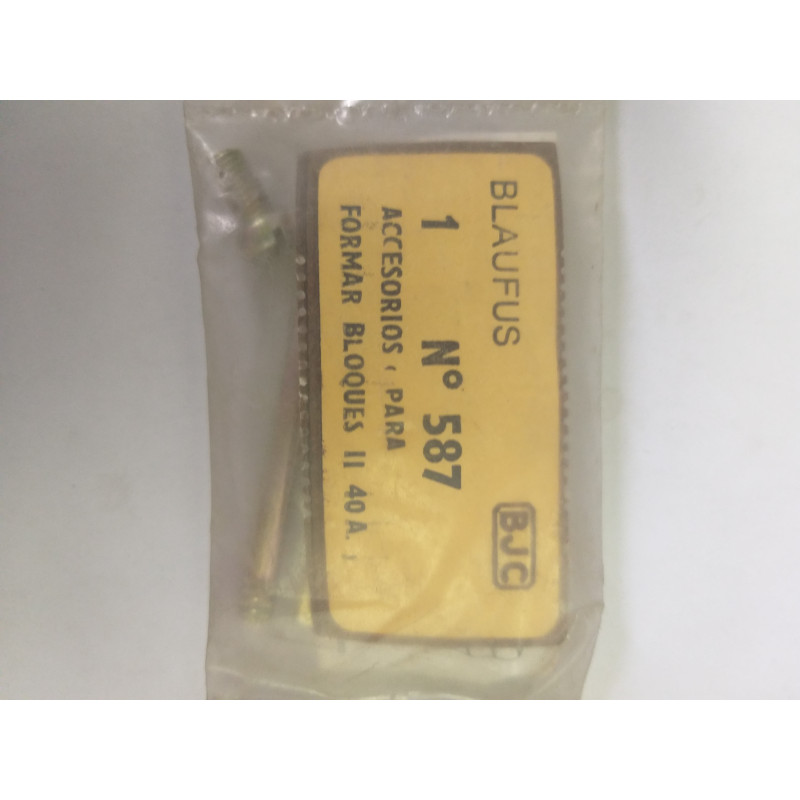 BLAUFUS BJC
1 Nº 587
ACCESORIOS PARA
FORMAR BLOQUES II 40 A.